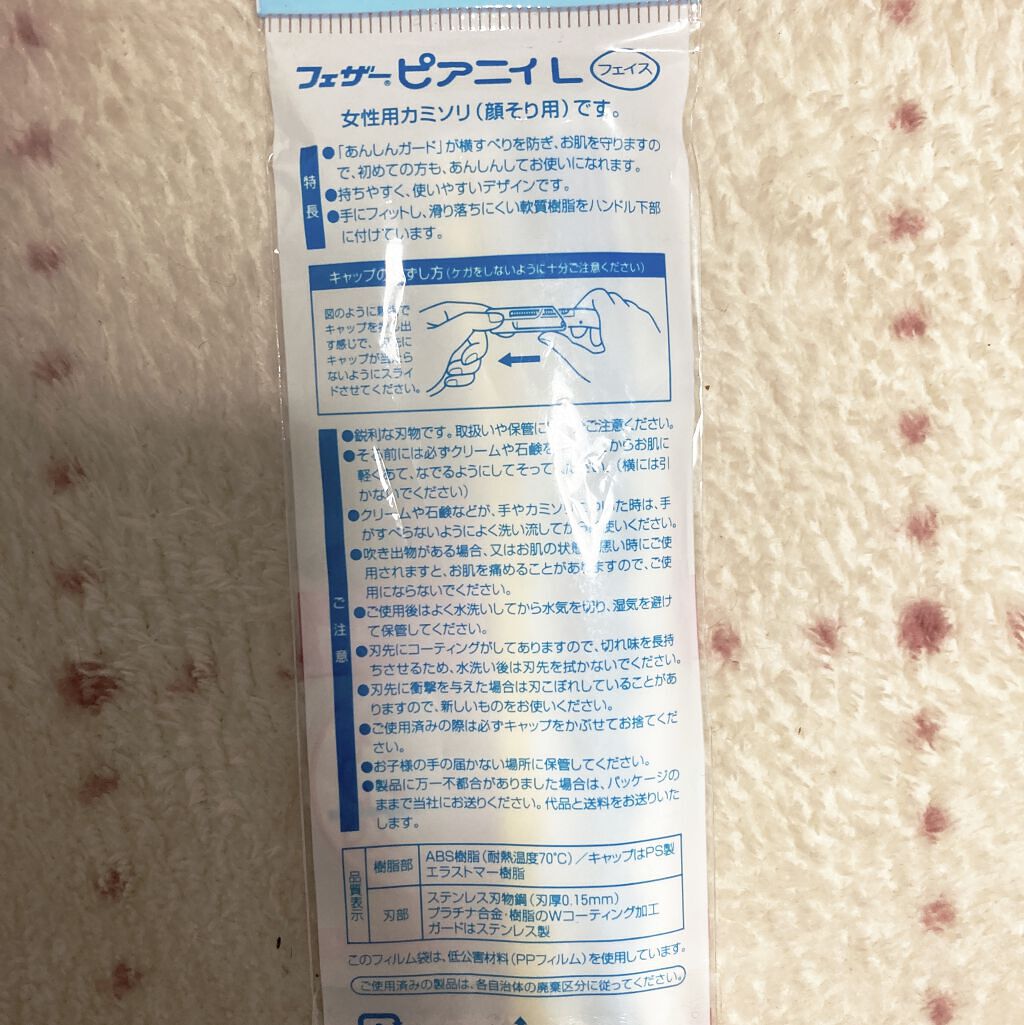 フェザー®ピアニィL フェイス
女性用カミソリ(顔そり用)です。
特長
●「あんしんガード」が横すべりを防ぎ、お肌を守りますの
で、初めての方も、あんしんしてお使いになれます。
●持ちやすく、使いやすいデザインです。
●手にフィットし、滑り落ちにくい軟質樹脂をハンドル下部
に付けています。
キャップの ずし方(ケガをしないように十分ご注意ください)
図のように で
キャップを し出
す感じで、 に
キャップが当たら
ないようにスライ
ドさせてください。
ご注意
●鋭利な刃物です。取扱いや保管に ご注意ください。
●そる前には必ずクリームや石鹸を からお肌に
軽くあて、なでるようにしてそって い。(横には引
かないでください)
●クリームや石鹸などが、手やカミソリ た時は、手
がすべらないようによく洗い流してからお使いください。
●吹き出物がある場合、又はお肌の状態が悪い時にご使
用されますと、お肌を痛めることがありますので、ご使
用にならないでください。
●ご使用後はよく水洗いしてから水気を切り、湿気を避け
て保管してください。
●刃先にコーティングがしてありますので、切れ味を長持
ちさせるため、水洗い後は刃先を拭かないでください。
●刃先に衝撃を与えた場合は刃こぼれしていることがあ
りますので、新しいものをお使いください。
●ご使用済みの際は必ずキャップをかぶせてお捨てくだ
さい。
●お子様の手の届かない場所に保管してください。
●製品に万一不都合がありました場合は、パッケージの
ままで当社にお送りください。代品と送料をお送りいた
します。
品質表示
樹脂部
ABS樹脂(耐熱温度70℃)/キャップはPS製
エラストマー樹脂
刃部
ステンレス刃物鋼(刃厚0.15mm)
プラチナ合金・樹脂のWコーティング加工
ガードはステンレス製
このフィルム袋は、低公害材料(PPフィルム)を使用しています。
ご使用済みの製品は、各自治体の廃棄区分に従ってください。